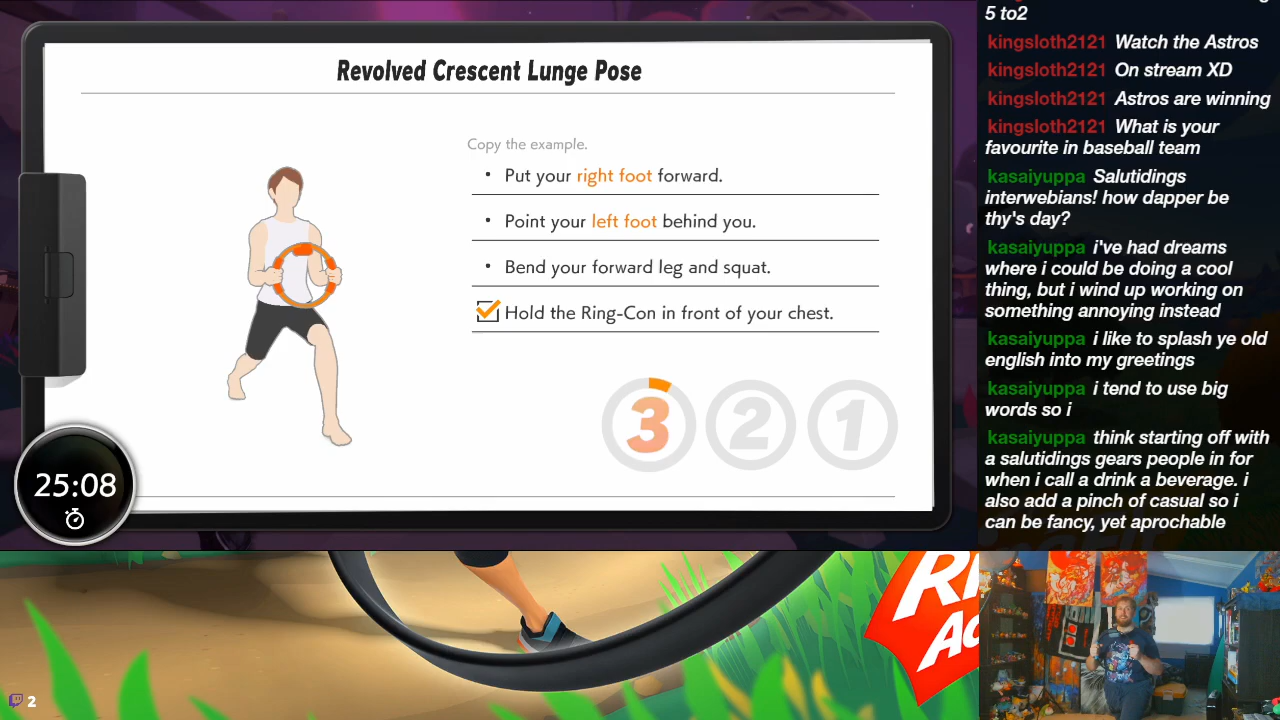 Revolved Crescent Lunge Pose
Copy the example.
• Put your right foot forward.
• Point your left foot behind you.
• Bend your forward leg and squat.
Hold the Ring-Con in front of your chest.
3 2 1
25:08
2
5 to2
kingsloth2121 Watch the Astros
kingsloth2121 On stream XD
kingsloth2121 Astros are winning
kingsloth2121 What is your
favourite in baseball team
kasaiyuppa Salutidings
interwebians! how dapper be
thy's day?
kasaiyuppa i've had dreams
where i could be doing a cool
thing, but i wind up working on
something annoying instead
kasaiyuppa i like to splash ye old
english into my greetings
kasaiyuppa i tend to use big
words so i
kasaiyuppa think starting off with
a salutidings gears people in for
when i call a drink a beverage. i
also add a pinch of casual so i
can be fancy, yet aprochable